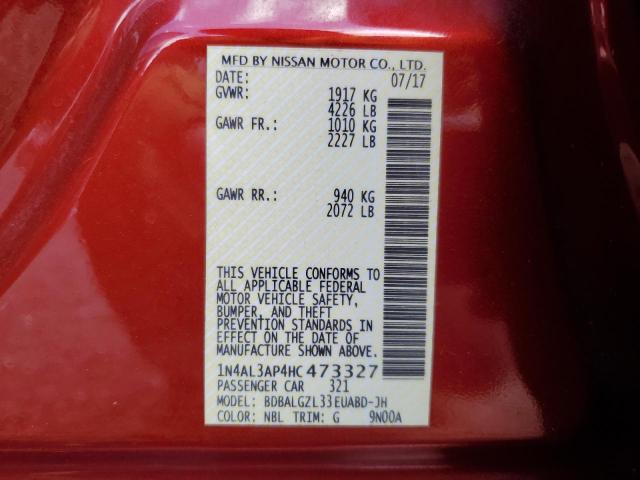 MFD BY NISSAN MOTOR CO., LTD.
DATE: 07/17
GVWR: 1917 KG
4226 LB
GAWR FR.: 1010 KG
2227 LB
GAWR RR.: 940 KG
2072 LB
THIS VEHICLE CONFORMS TO
ALL APPLICABLE FEDERAL
MOTOR VEHICLE SAFETY,
BUMPER, AND THEFT
PREVENTION STANDARDS IN
EFFECT ON THE DATE OF
MANUFACTURE SHOWN ABOVE.
1N4AL3AP4HC473327
PASSENGER CAR 321
MODEL: BDBALGZL33EUABD-JH
COLOR: NBL TRIM: G 9N00A